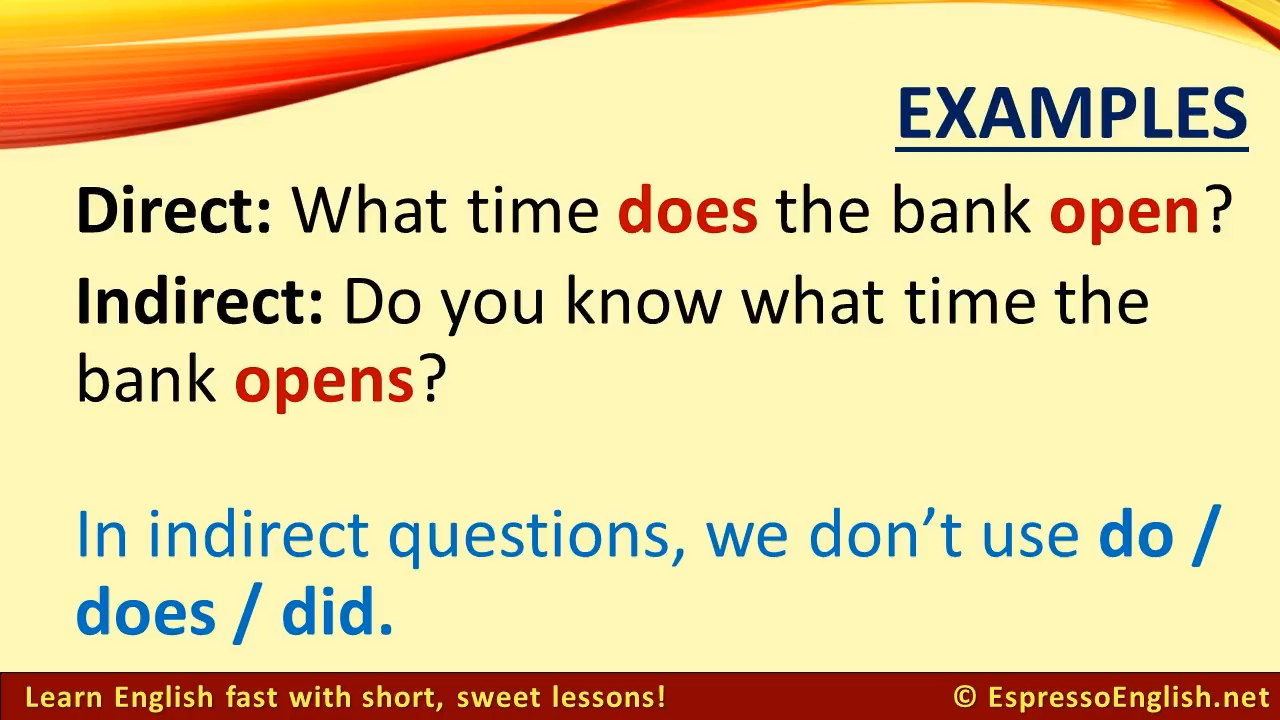 EXAMPLES
Direct: What time does the bank open?
Indirect: Do you know what time the
bank opens?
In indirect questions, we don’t use do /
does / did.
Learn English fast with short, sweet lessons!
© EspressoEnglish.net